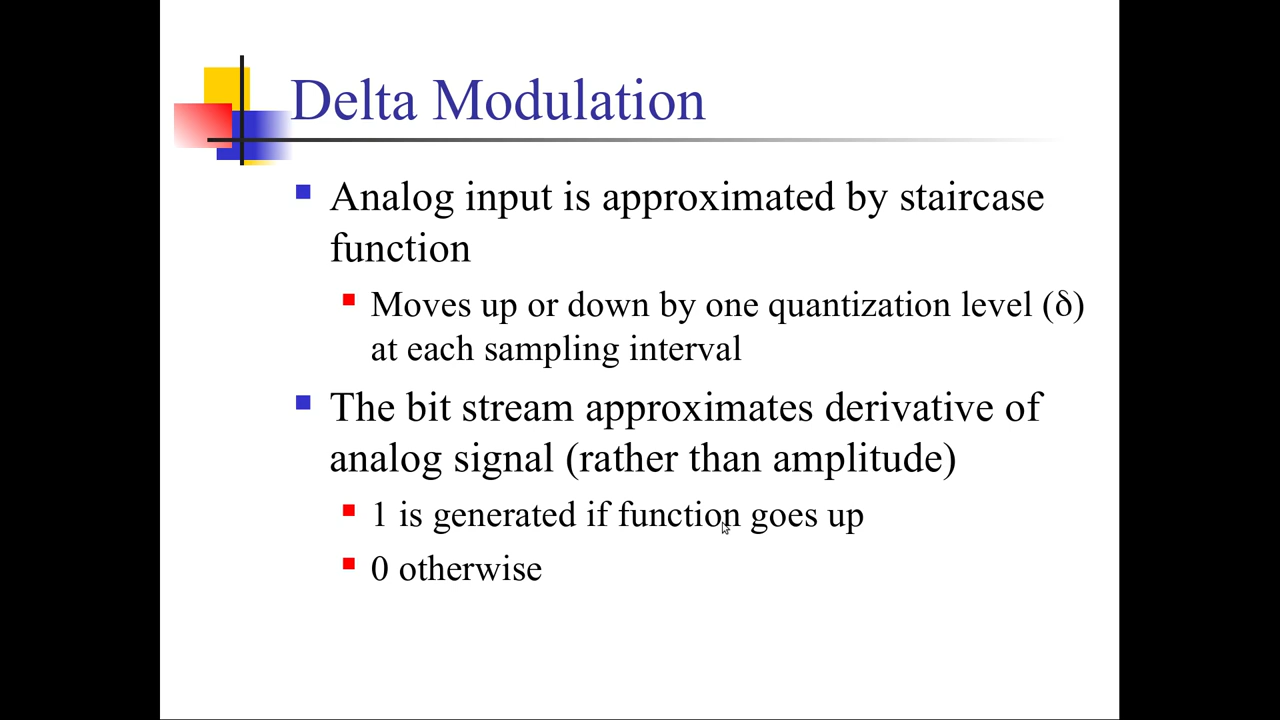 Delta Modulation
Analog input is approximated by staircase
function
Moves up or down by one quantization level (δ)
at each sampling interval
The bit stream approximates derivative of
analog signal (rather than amplitude)
1 is generated if function goes up
0 otherwise